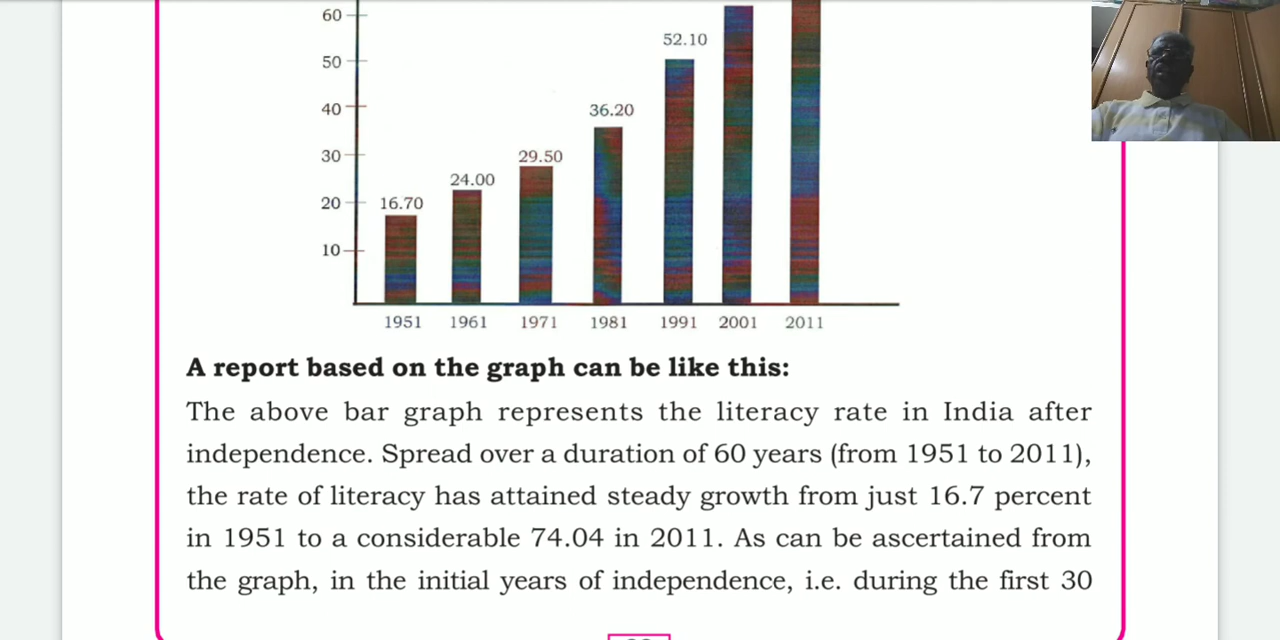 60
52.10
50
40
36.20
30
29.50
24.00
20
16.70
10
1951 1961 1971 1981 1991 2001 2011
A report based on the graph can be like this:
The above bar graph represents the literacy rate in India after
independence. Spread over a duration of 60 years (from 1951 to 2011),
the rate of literacy has attained steady growth from just 16.7 percent
in 1951 to a considerable 74.04 in 2011. As can be ascertained from
the graph, in the initial years of independence, i.e. during the first 30